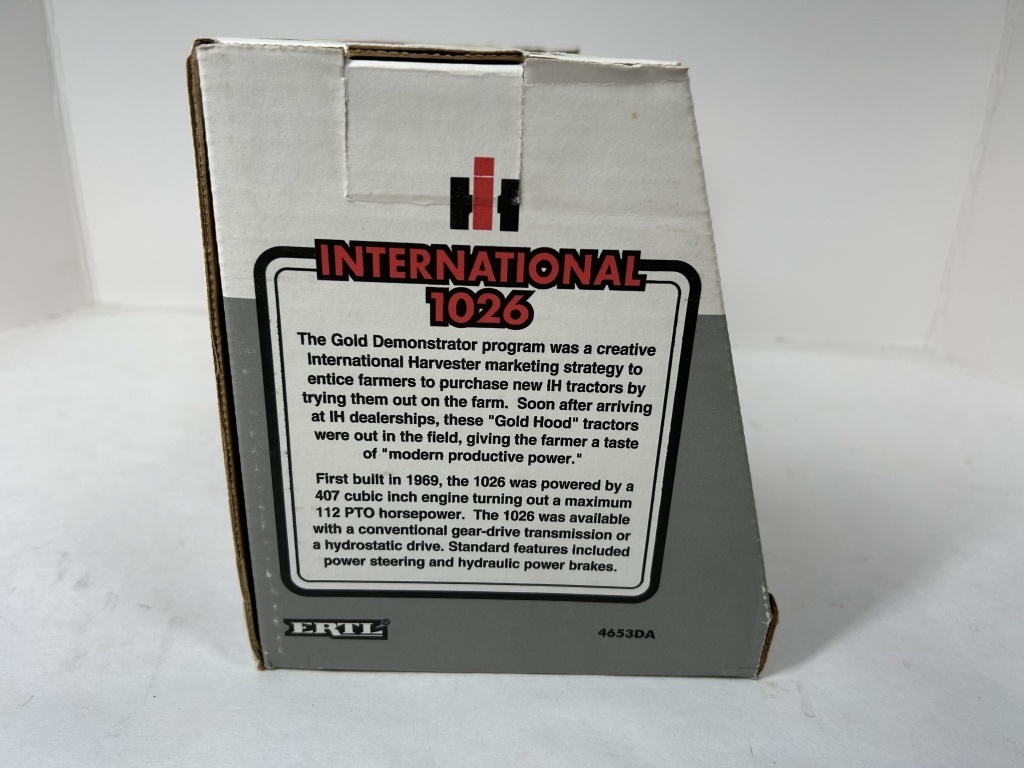 IH
INTERNATIONAL
1026
The Gold Demonstrator program was a creative
International Harvester marketing strategy to
entice farmers to purchase new IH tractors by
trying them out on the farm. Soon after arriving
at IH dealerships, these "Gold Hood" tractors
were out in the field, giving the farmer a taste
of "modern productive power."
First built in 1969, the 1026 was powered by a
407 cubic inch engine turning out a maximum
112 PTO horsepower. The 1026 was available
with a conventional gear-drive transmission or
a hydrostatic drive. Standard features included
power steering and hydraulic power brakes.
ERTL®
4653DA